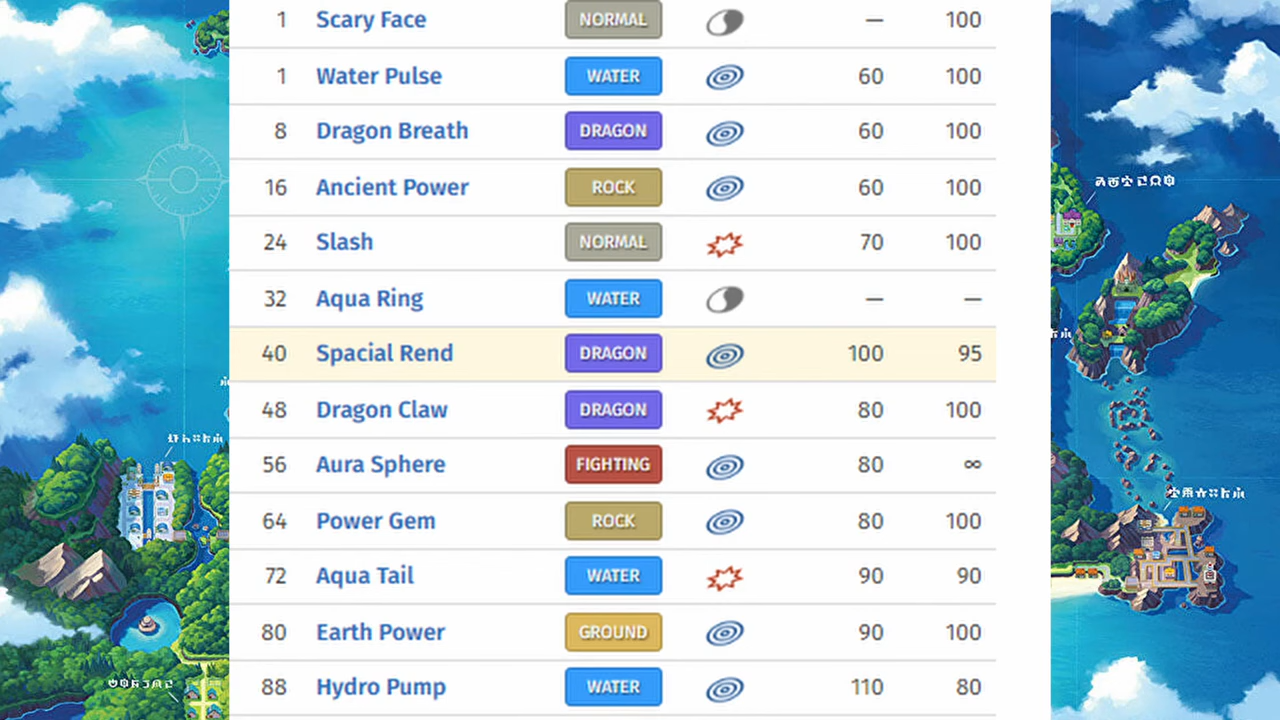 1 Scary Face NORMAL — 100
1 Water Pulse WATER 60 100
8 Dragon Breath DRAGON 60 100
16 Ancient Power ROCK 60 100
24 Slash NORMAL 70 100
32 Aqua Ring WATER — —
40 Spacial Rend DRAGON 100 95
48 Dragon Claw DRAGON 80 100
56 Aura Sphere FIGHTING 80 ∞
64 Power Gem ROCK 80 100
72 Aqua Tail WATER 90 90
80 Earth Power GROUND 90 100
88 Hydro Pump WATER 110 80